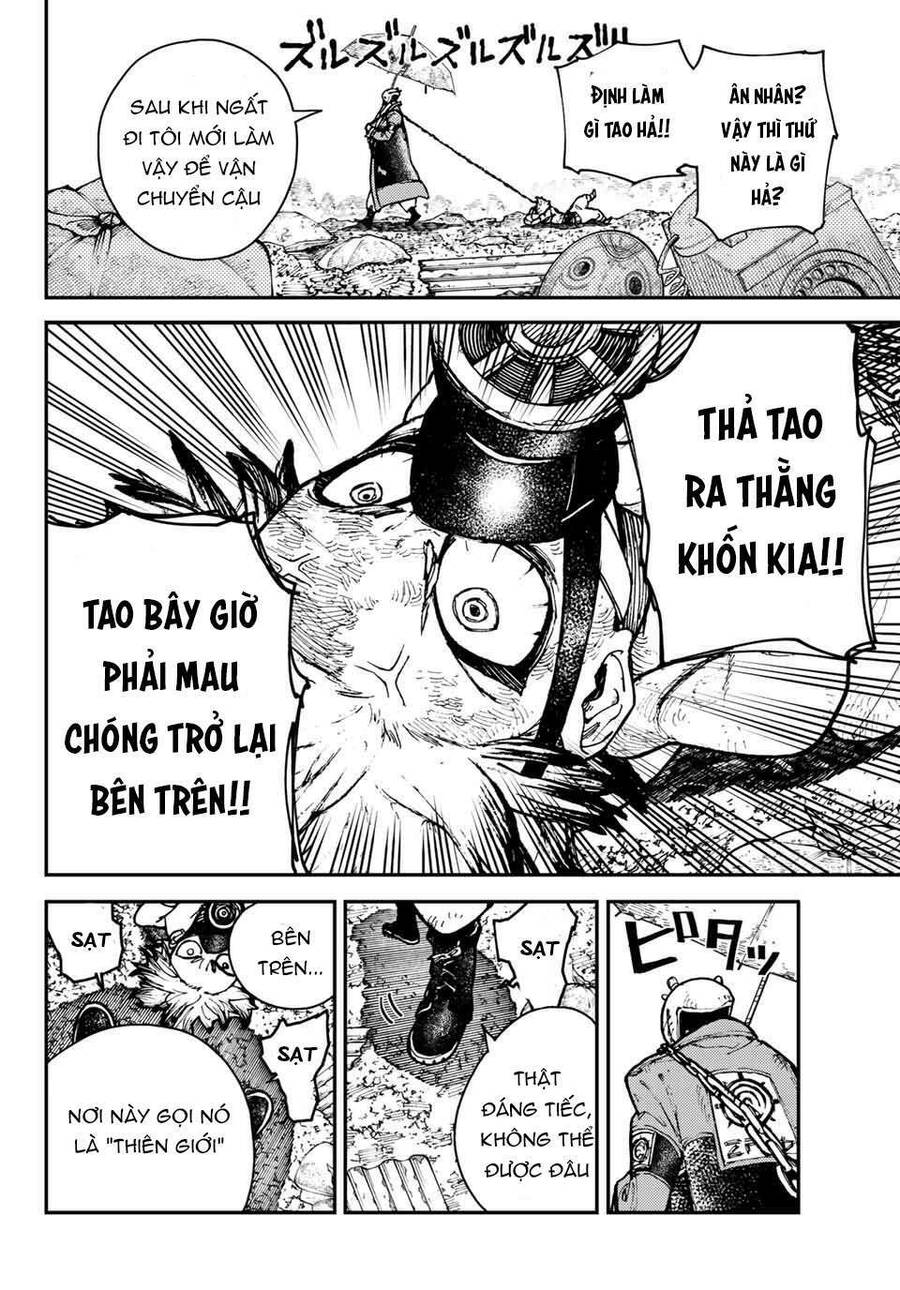 ÂN NHÂN?
VẬY THÌ THỨ
NÀY LÀ GÌ
HẢ?
ĐỊNH LÀM
GÌ TAO HẢ!!
ズルズルズルズルズル
SAU KHI NGẤT
ĐI TÔI MỚI LÀM
VẬY ĐỂ VẬN
CHUYỂN CẬU
THẢ TAO
RA THẰNG
KHỐN KIA!!
TAO BÂY GIỜ
PHẢI MAU
CHÓNG TRỞ LẠI
BÊN TRÊN!!
ピタッ
SẠT
THẬT
ĐÁNG TIẾC,
KHÔNG THỂ
ĐƯỢC ĐÂU
BÊN
TRÊN...
SẠT
SẠT
NƠI NÀY GỌI NÓ
LÀ "THIÊN GIỚI"